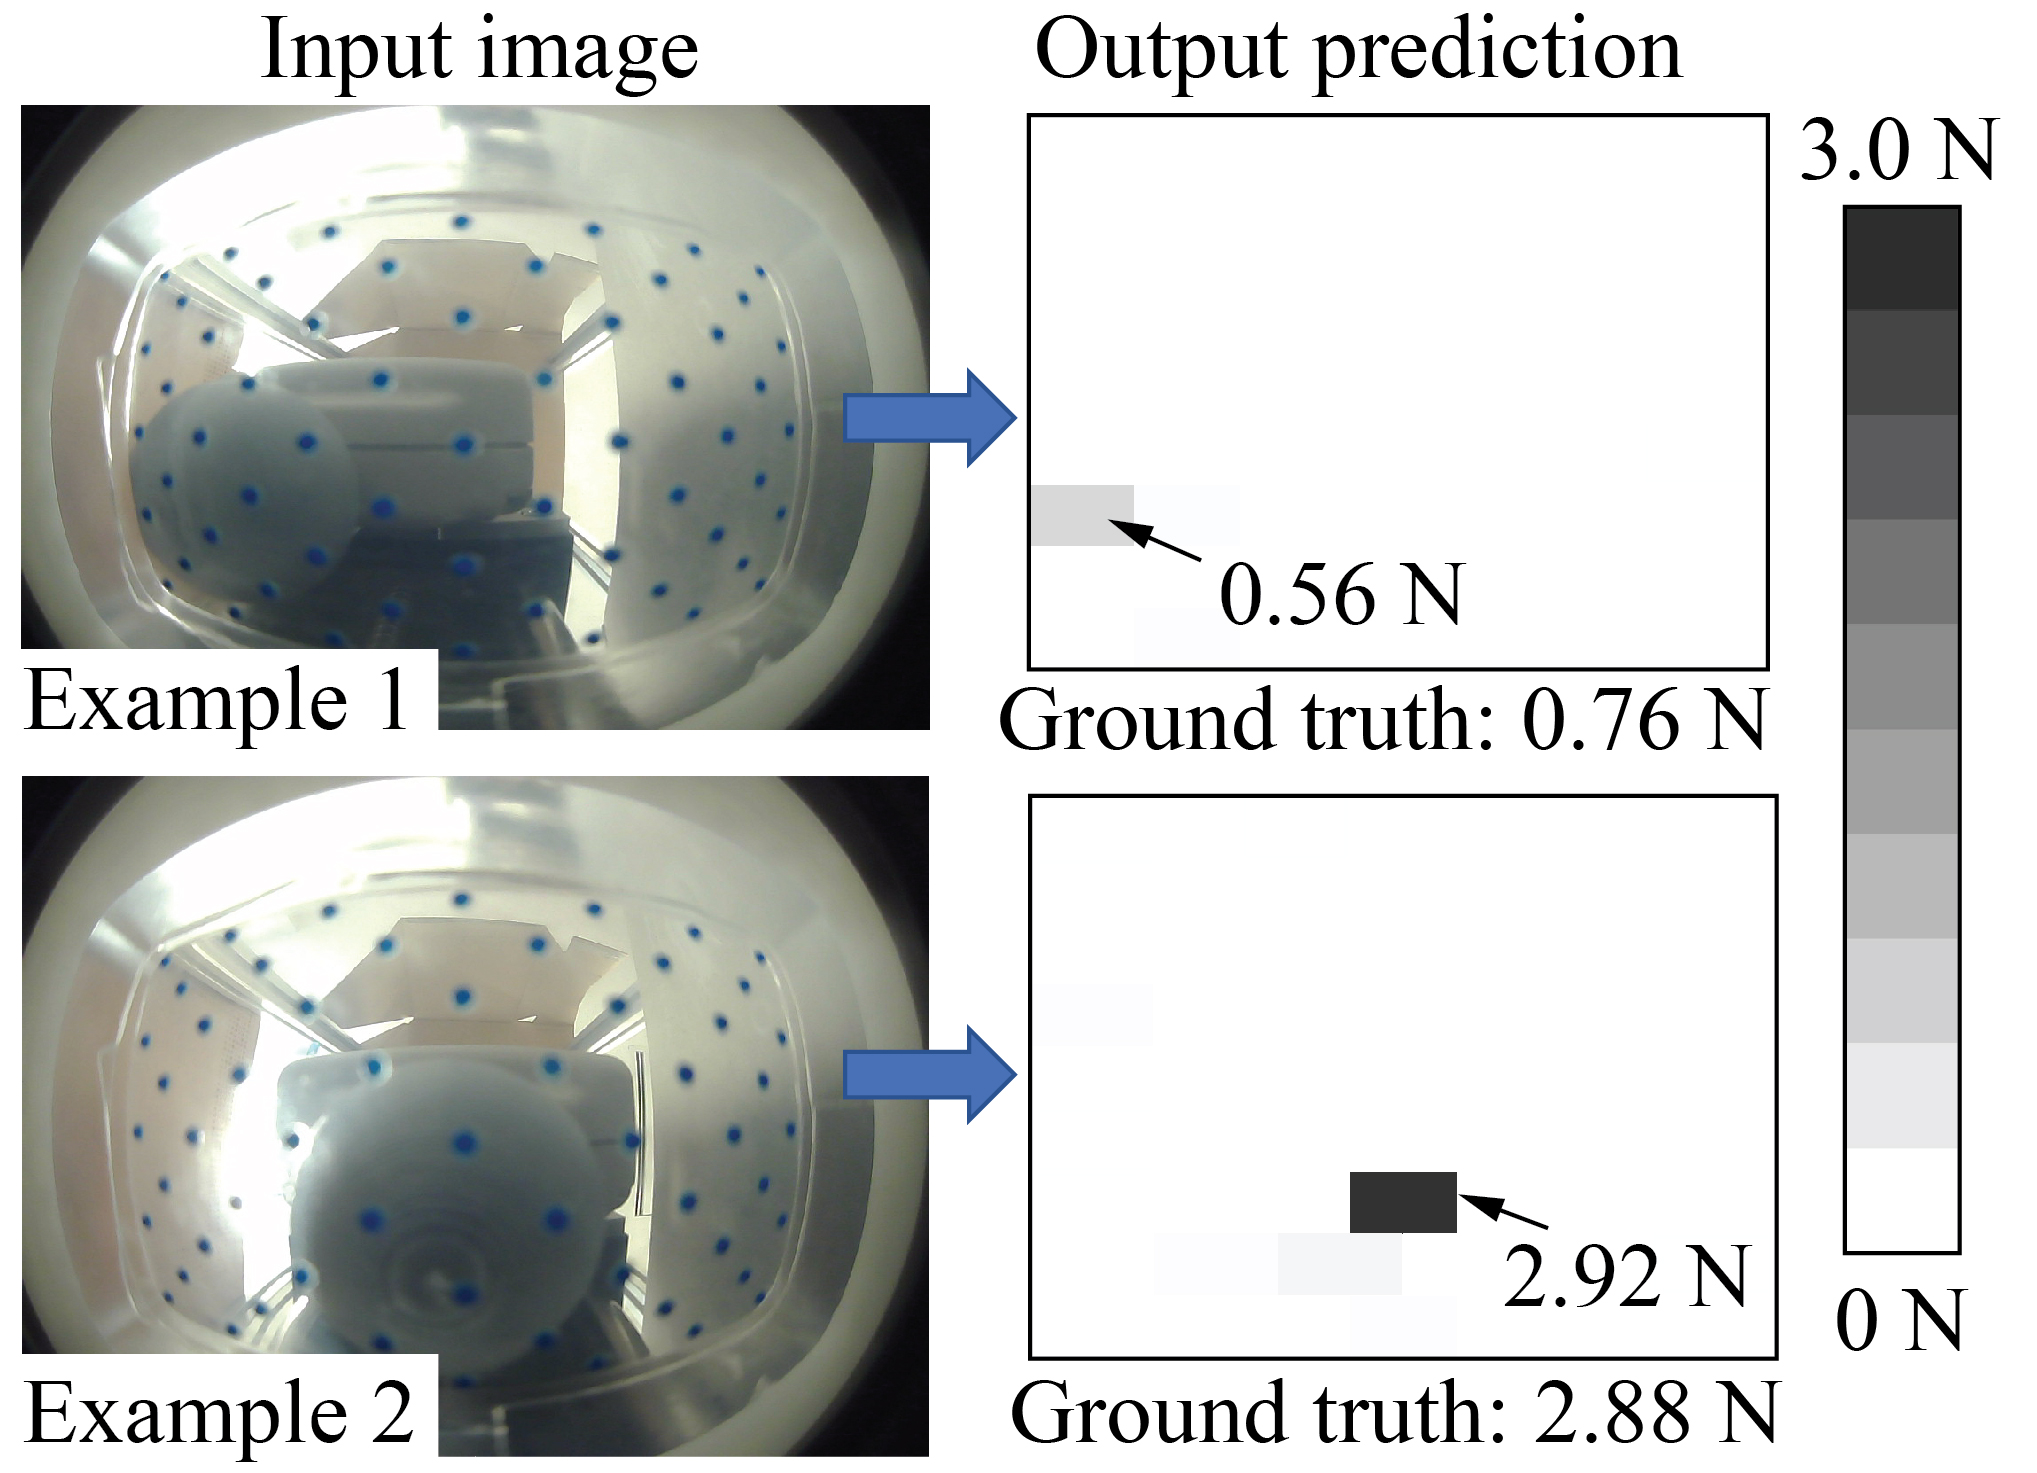 Input image
Output prediction
3.0 N
0.56 N
Example 1
Ground truth: 0.76 N
2.92 N
0 N
Example 2
Ground truth: 2.88 N